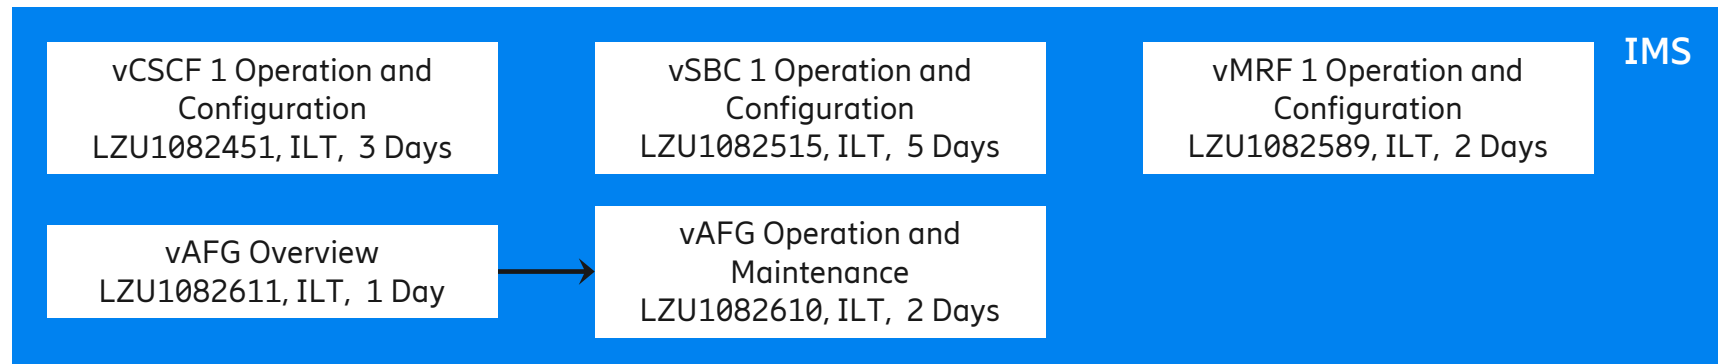 IMS
vCSCF 1 Operation and
Configuration
LZU1082451, ILT,  3 Days
vSBC 1 Operation and
Configuration
LZU1082515, ILT,  5 Days
vMRF 1 Operation and
Configuration
LZU1082589, ILT,  2 Days
vAFG Overview
LZU1082611, ILT,  1 Day
vAFG Operation and
Maintenance
LZU1082610, ILT,  2 Days